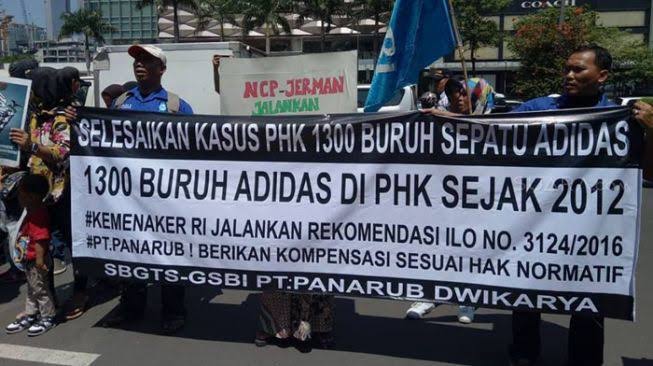 COACH
NCP-JERMAN
JALANKAN
SELESAIKAN KASUS PHK 1300 BURUH SEPATU ADIDAS
1300 BURUH ADIDAS DI PHK SEJAK 2012
#KEMENAKER RI JALANKAN REKOMENDASI ILO NO. 3124/2016
#PT.PANARUB ! BERIKAN KOMPENSASI SESUAI HAK NORMATIF
SBGTS-GSBI PT:PANARUB DWIKARYA